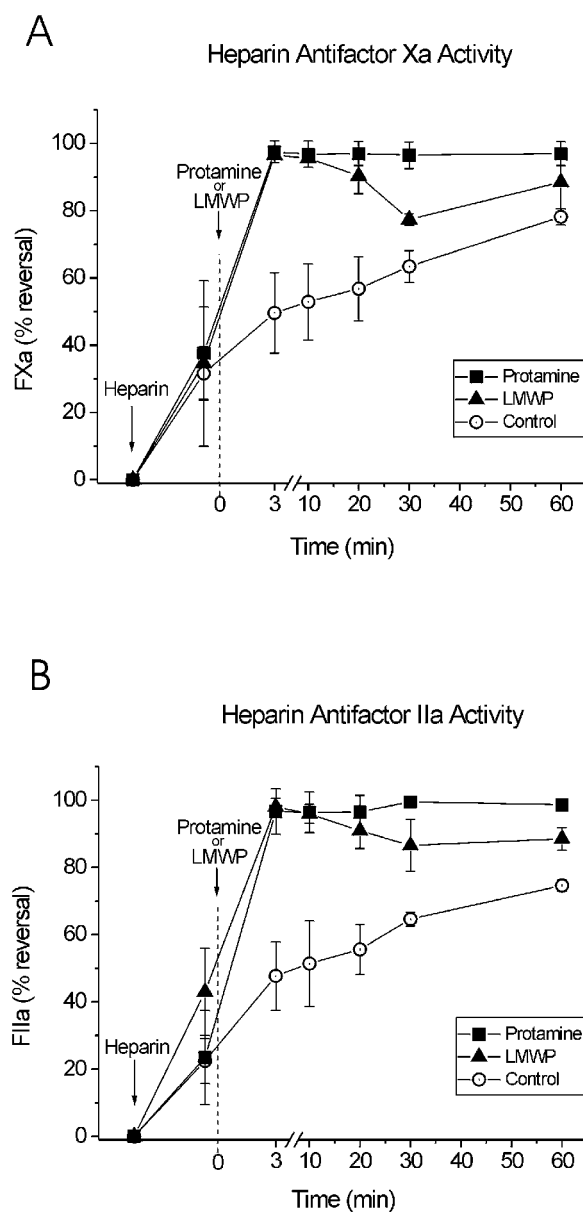 A
Heparin Antifactor Xa Activity
100
80
60
40
20
0
FXa (% reversal)
Protamine
or
LMWP
Heparin
Protamine
LMWP
Control
0
3
10
20
30
40
50
60
Time (min)
B
Heparin Antifactor IIa Activity
100
80
60
40
20
0
FIIa (% reversal)
Protamine
or
LMWP
Heparin
Protamine
LMWP
Control
0
3
10
20
30
40
50
60
Time (min)